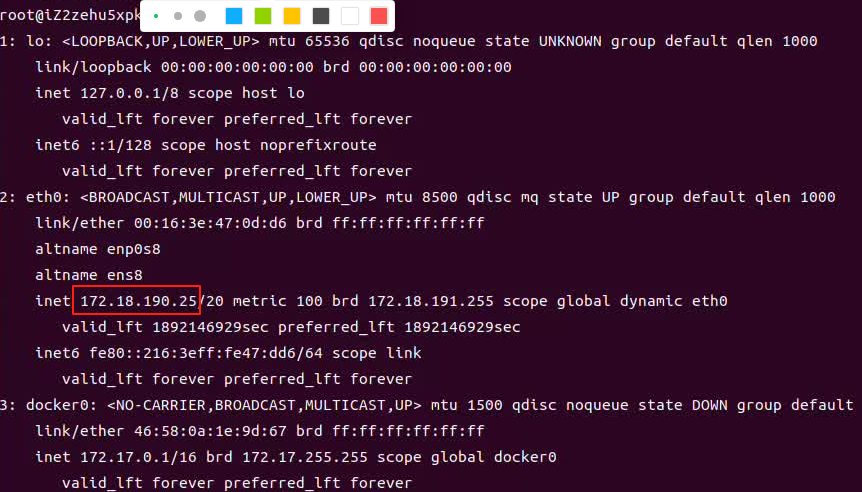 root@iZ2zehu5xpk
1: lo: <LOOPBACK,UP,LOWER_UP> mtu 65536 qdisc noqueue state UNKNOWN group default qlen 1000
link/loopback 00:00:00:00:00:00 brd 00:00:00:00:00:00
inet 127.0.0.1/8 scope host lo
valid_lft forever preferred_lft forever
inet6 ::1/128 scope host noprefixroute
valid_lft forever preferred_lft forever
2: eth0: <BROADCAST,MULTICAST,UP,LOWER_UP> mtu 8500 qdisc mq state UP group default qlen 1000
link/ether 00:16:3e:47:0d:d6 brd ff:ff:ff:ff:ff:ff
altname enp0s8
altname ens8
inet 172.18.190.25/20 metric 100 brd 172.18.191.255 scope global dynamic eth0
valid_lft 1892146929sec preferred_lft 1892146929sec
inet6 fe80::216:3eff:fe47:dd6/64 scope link
valid_lft forever preferred_lft forever
3: docker0: <NO-CARRIER,BROADCAST,MULTICAST,UP> mtu 1500 qdisc noqueue state DOWN group default
link/ether 46:58:0a:1e:9d:67 brd ff:ff:ff:ff:ff:ff
inet 172.17.0.1/16 brd 172.17.255.255 scope global docker0
valid_lft forever preferred_lft forever